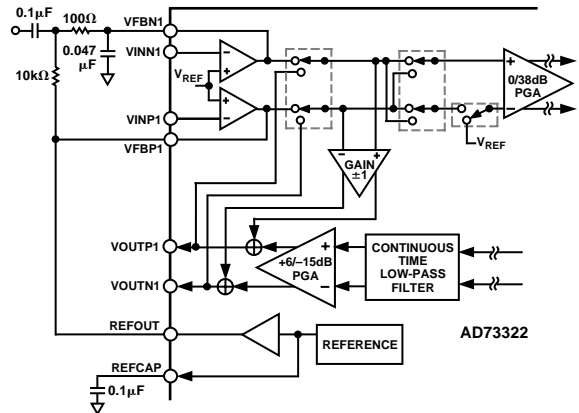 0.1μF
100Ω
VFBN1
VINN1
0.047
μF
10kΩ
VREF
VINP1
VFBP1
0/38dB
PGA
VREF
GAIN
±1
VOUTP1
+6/–15dB
PGA
CONTINUOUS
TIME
LOW-PASS
FILTER
VOUTN1
REFOUT
REFERENCE
AD73322
REFCAP
0.1μF